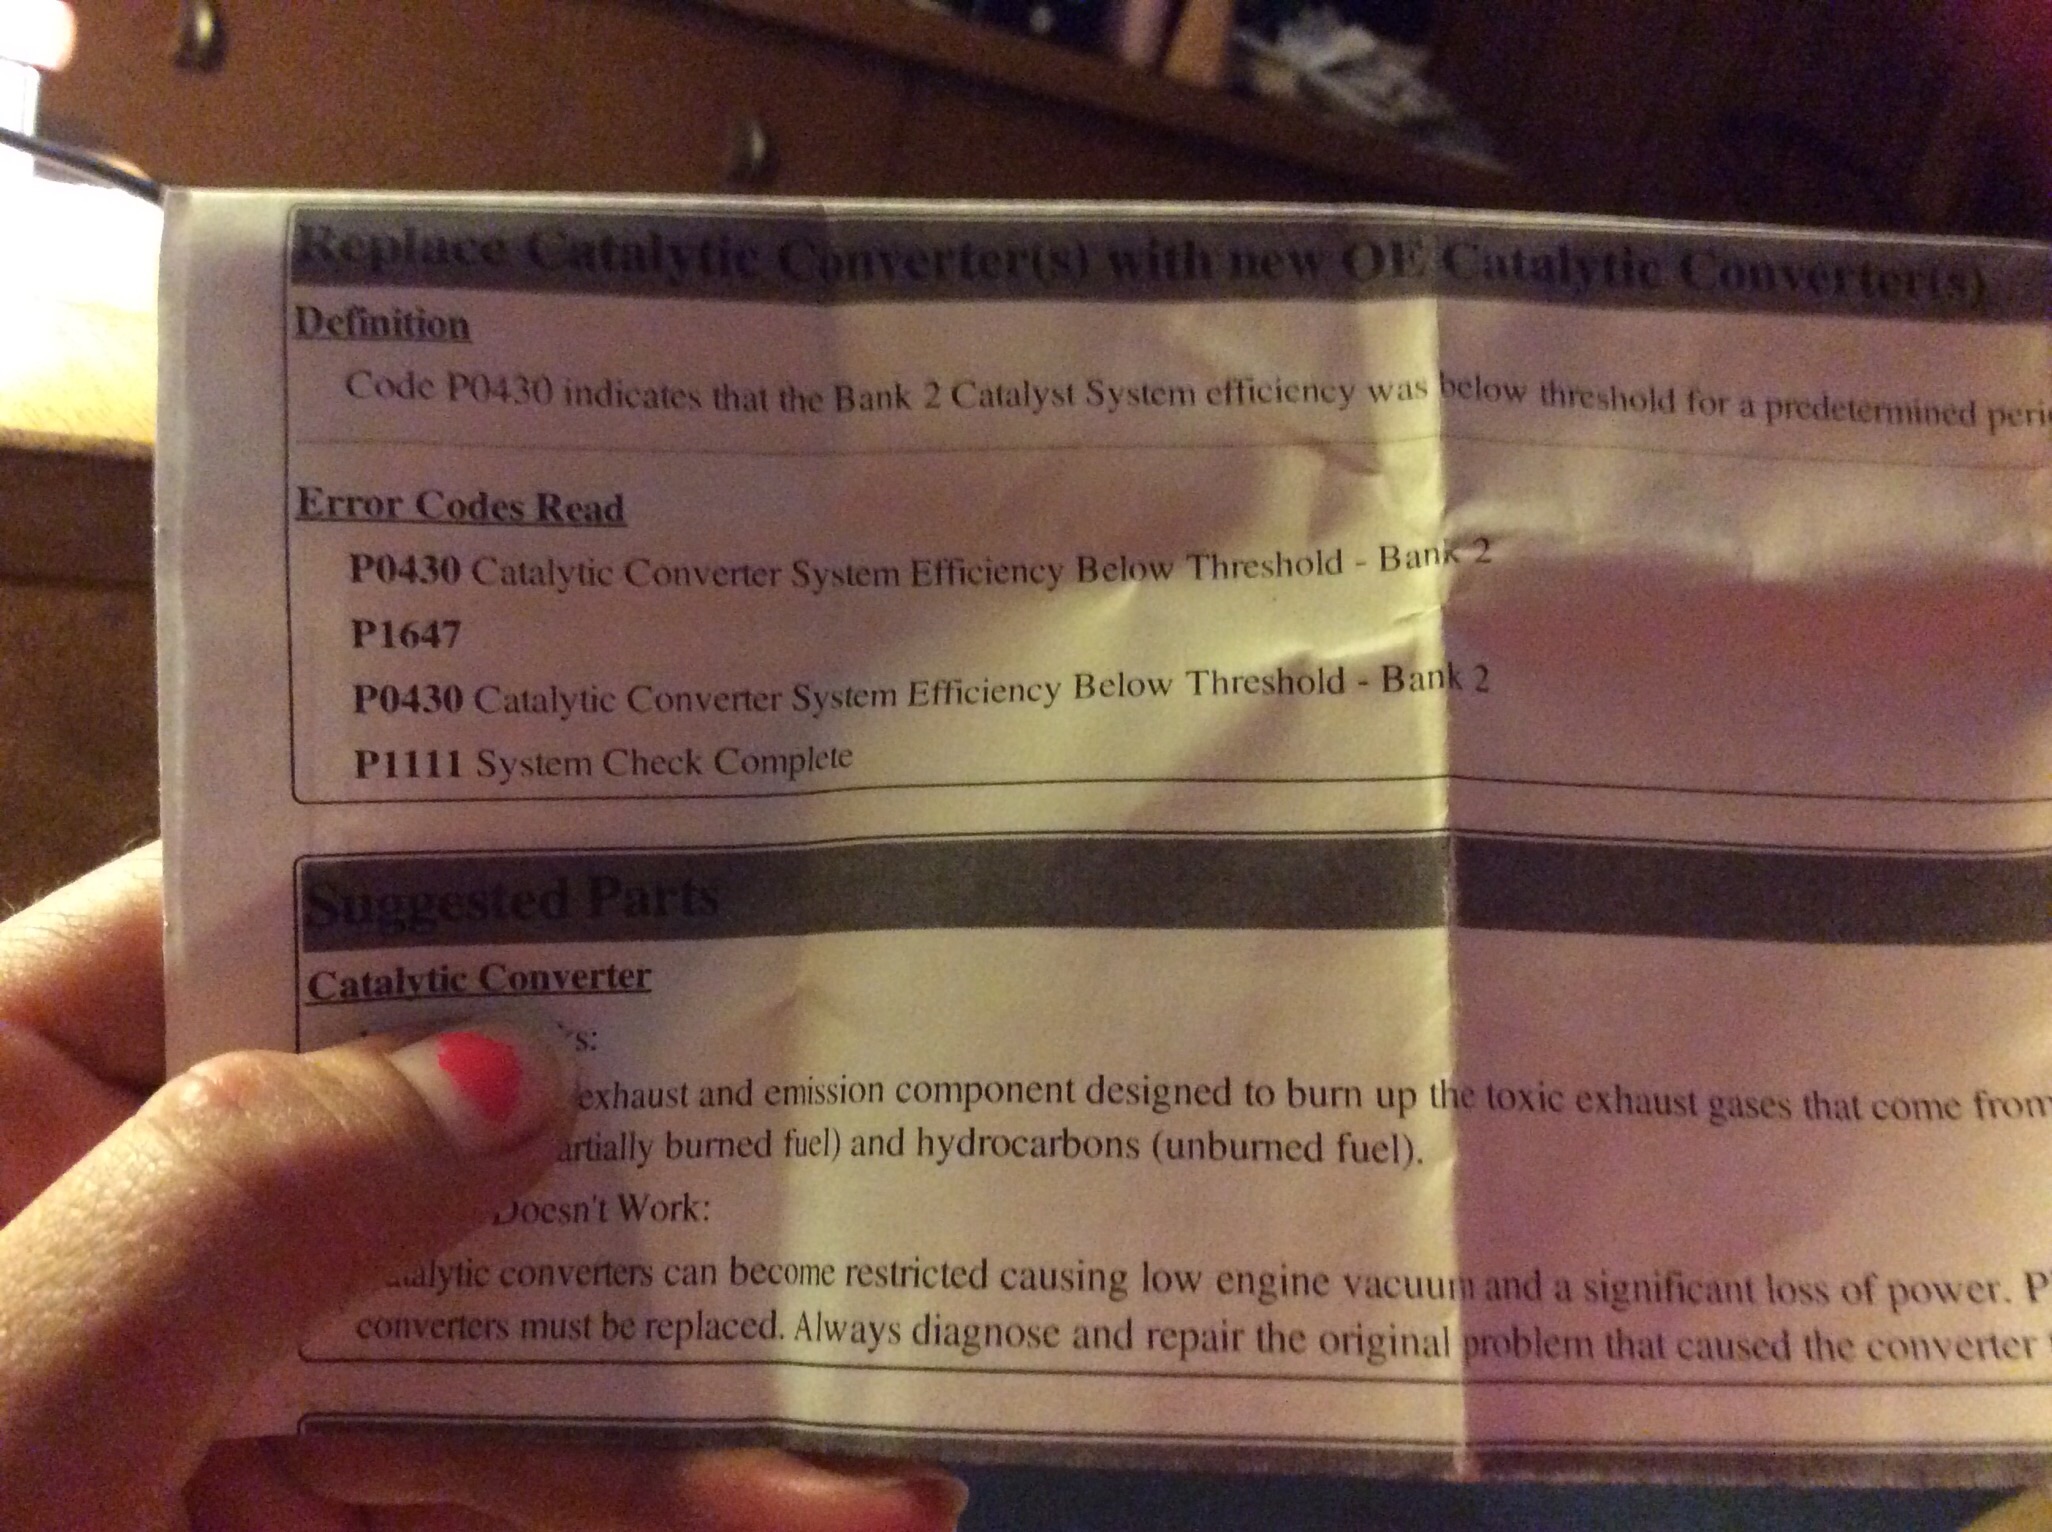 Replace Catalytic Converter(s) with new OE Catalytic Converter(s)
Definition
Code P0430 indicates that the Bank 2 Catalyst System efficiency was below threshold for a predetermined
Error Codes Read
P0430 Catalytic Converter System Efficiency Below Threshold - Bank 2
P1647
P0430 Catalytic Converter System Efficiency Below Threshold - Bank 2
P1111 System Check Complete
Suggested Parts
Catalytic Converter
exhaust and emission component designed to burn up the toxic exhaust gases that come from
burned fuel) and hydrocarbons (unburned fuel).
Doesn't Work:
converters can become restricted causing low engine vacuum and a significant loss of power.
converters must be replaced. Always diagnose and repair the original problem that caused the converter